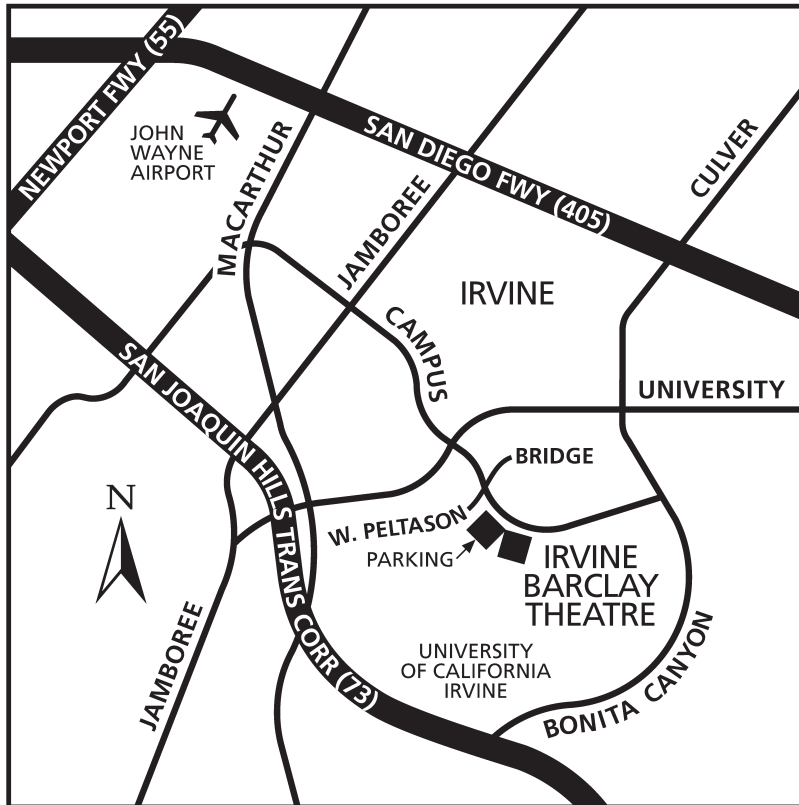 NEWPORT FWY (55)
JOHN
WAYNE
AIRPORT
MACARTHUR
SAN DIEGO FWY (405)
CULVER
JAMBOREE
IRVINE
CAMPUS
SAN JOAQUIN HILLS TRANS CORR (73)
UNIVERSITY
BRIDGE
N
W. PELTASON
PARKING
IRVINE
BARCLAY
THEATRE
JAMBOREE
UNIVERSITY
OF CALIFORNIA
IRVINE
BONITA CANYON